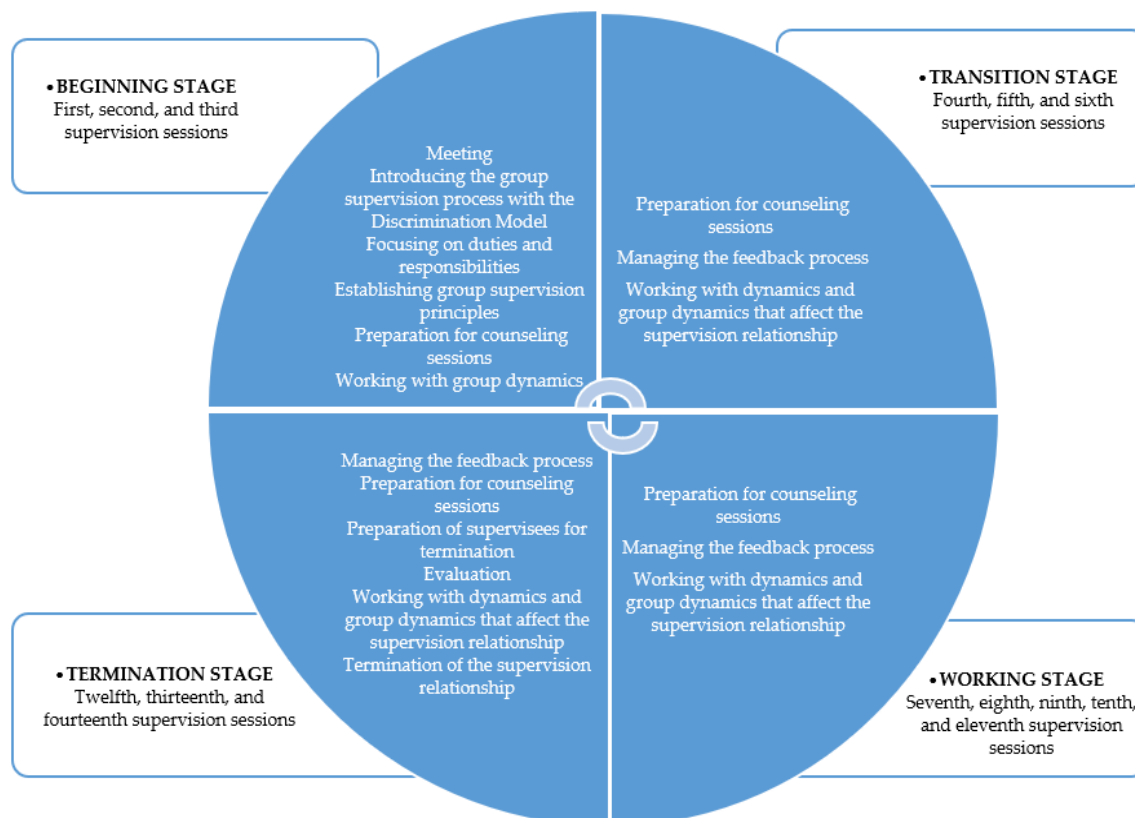 •BEGINNING STAGE
First, second, and third
supervision sessions
•TRANSITION STAGE
Fourth, fifth, and sixth
supervision sessions
Meeting
Introducing the group
supervision process with the
Discrimination Model
Focusing on duties and
responsibilities
Establishing group supervision
principles
Preparation for counseling
sessions
Working with group dynamics
Preparation for counseling
sessions
Managing the feedback process
Working with dynamics and
group dynamics that affect the
supervision relationship
Managing the feedback process
Preparation for counseling
sessions
Preparation of supervisees for
termination
Evaluation
Working with dynamics and
group dynamics that affect the
supervision relationship
Termination of the supervision
relationship
Preparation for counseling
sessions
Managing the feedback process
Working with dynamics and
group dynamics that affect the
supervision relationship
•TERMINATION STAGE
Twelfth, thirteenth, and
fourteenth supervision sessions
•WORKING STAGE
Seventh, eighth, ninth, tenth,
and eleventh supervision
sessions